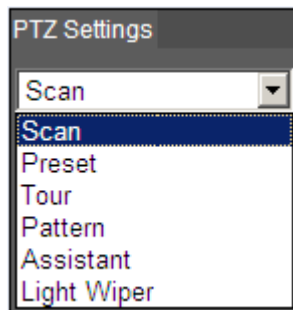 PTZ Settings
Scan
Scan
Preset
Tour
Pattern
Assistant
Light Wiper